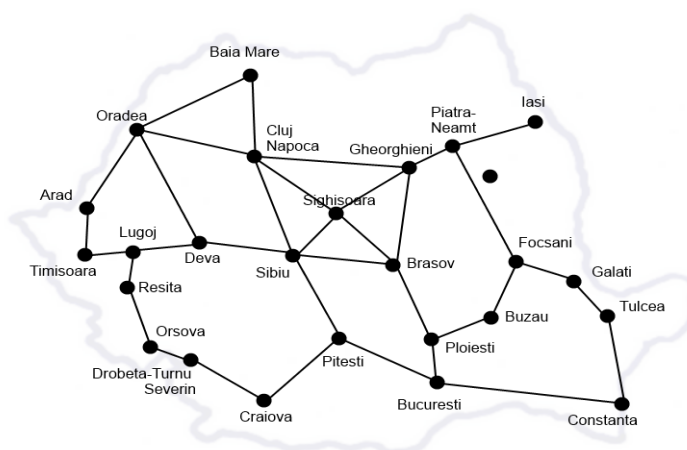 Baia Mare
Iasi
Oradea
Piatra-
Neamt
Cluj
Napoca
Gheorghieni
Arad
Sighisoara
Lugoj
Focsani
Timisoara
Deva
Sibiu
Brasov
Galati
Resita
Tulcea
Buzau
Orsova
Ploiesti
Pitesti
Drobeta-Turnu
Severin
Craiova
Bucuresti
Constanta